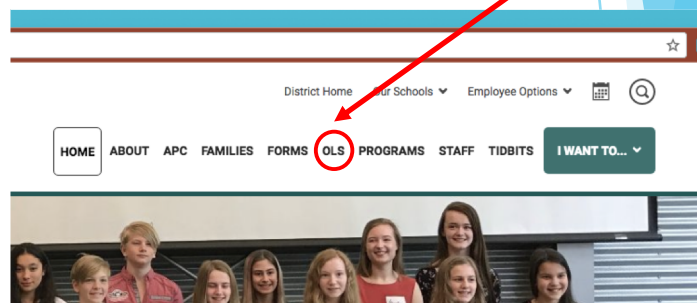 District Home Our Schools Employee Options
HOME ABOUT APC FAMILIES FORMS OLS PROGRAMS STAFF TIDBITS I WANT TO...